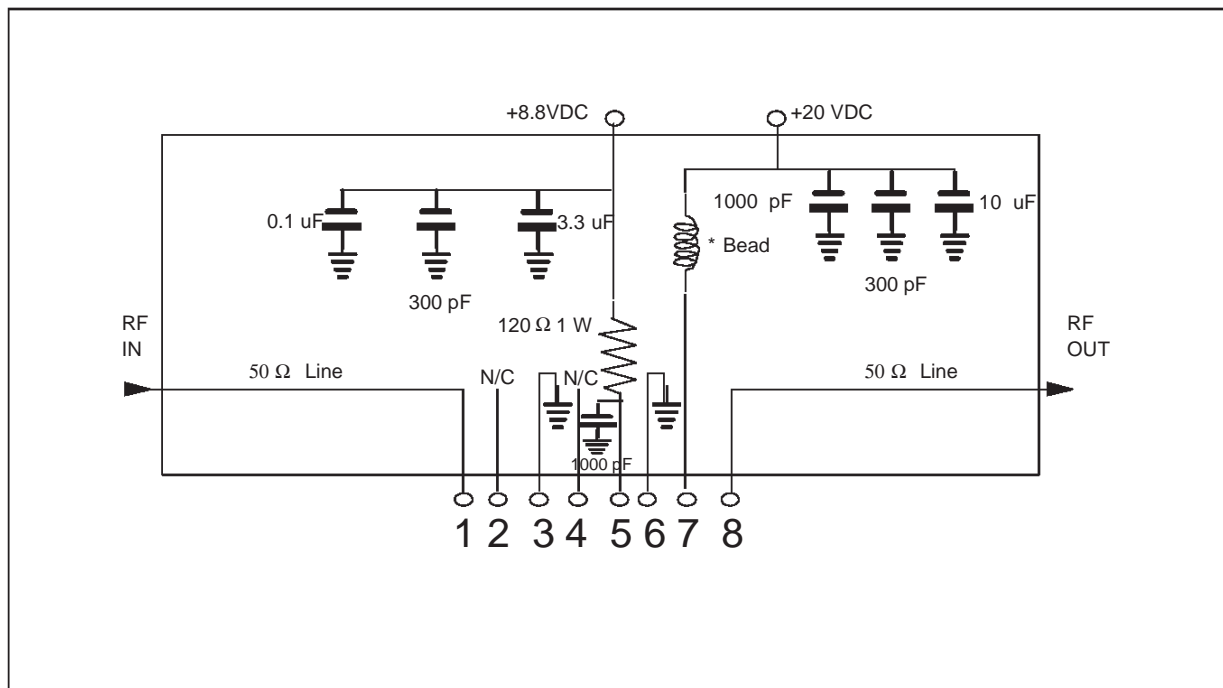 +8.8VDC
+20 VDC
0.1 uF
3.3 uF
1000 pF
10 uF
* Bead
300 pF
300 pF
RF
IN
120 Ω 1 W
RF
OUT
50 Ω Line
N/C
N/C
50 Ω Line
1000 pF
1 2 3 4 5 6 7 8